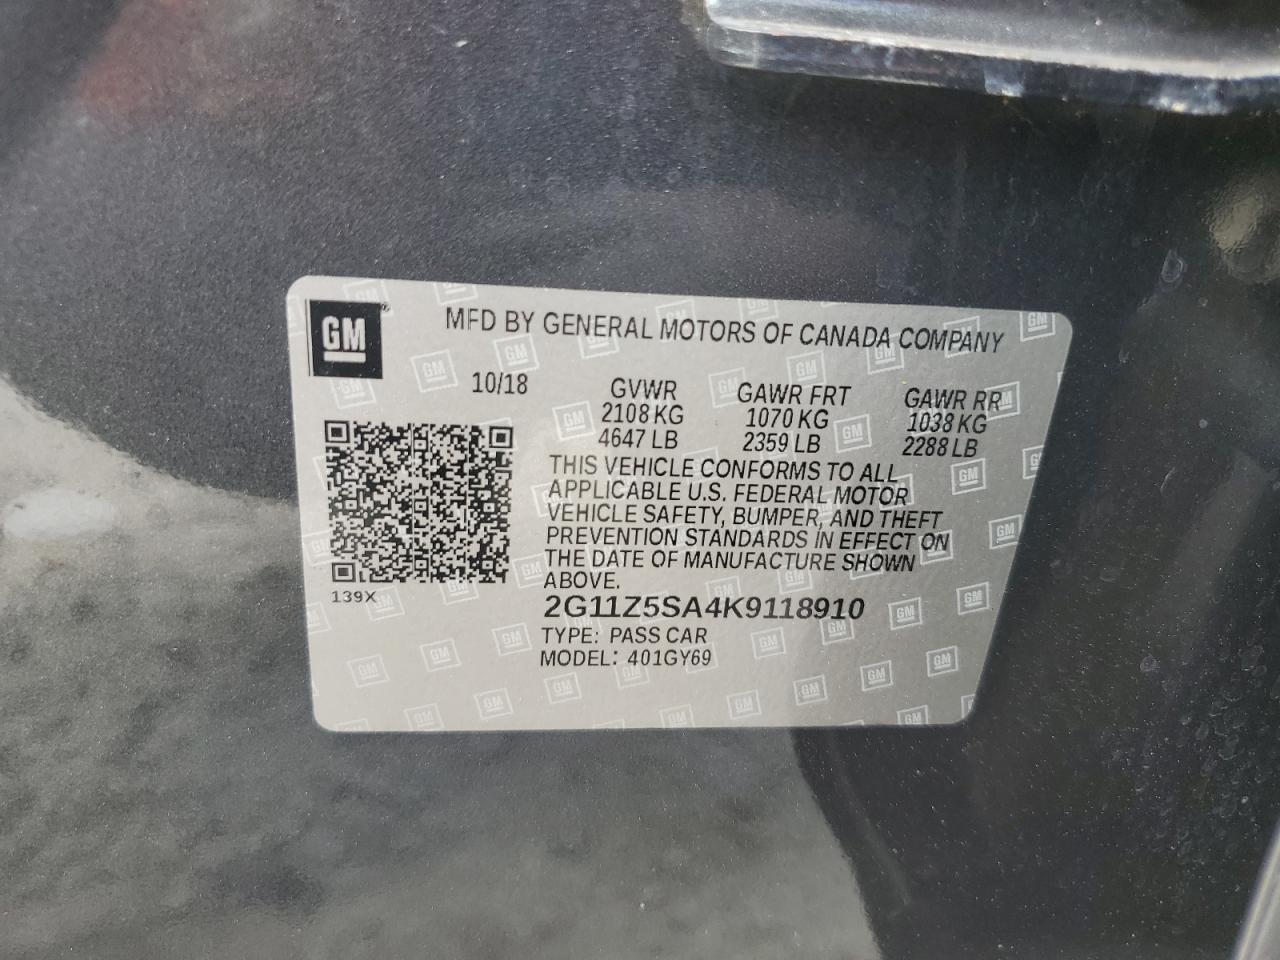 GM
MFD BY GENERAL MOTORS OF CANADA COMPANY
10/18 GVWR GAWR FRT GAWR RR
2108 KG 1070 KG 1038 KG
4647 LB 2359 LB 2288 LB
THIS VEHICLE CONFORMS TO ALL
APPLICABLE U.S. FEDERAL MOTOR
VEHICLE SAFETY, BUMPER, AND THEFT
PREVENTION STANDARDS IN EFFECT ON
THE DATE OF MANUFACTURE SHOWN
ABOVE.
139X
2G11Z5SA4K9118910
TYPE: PASS CAR
MODEL: 401GY69